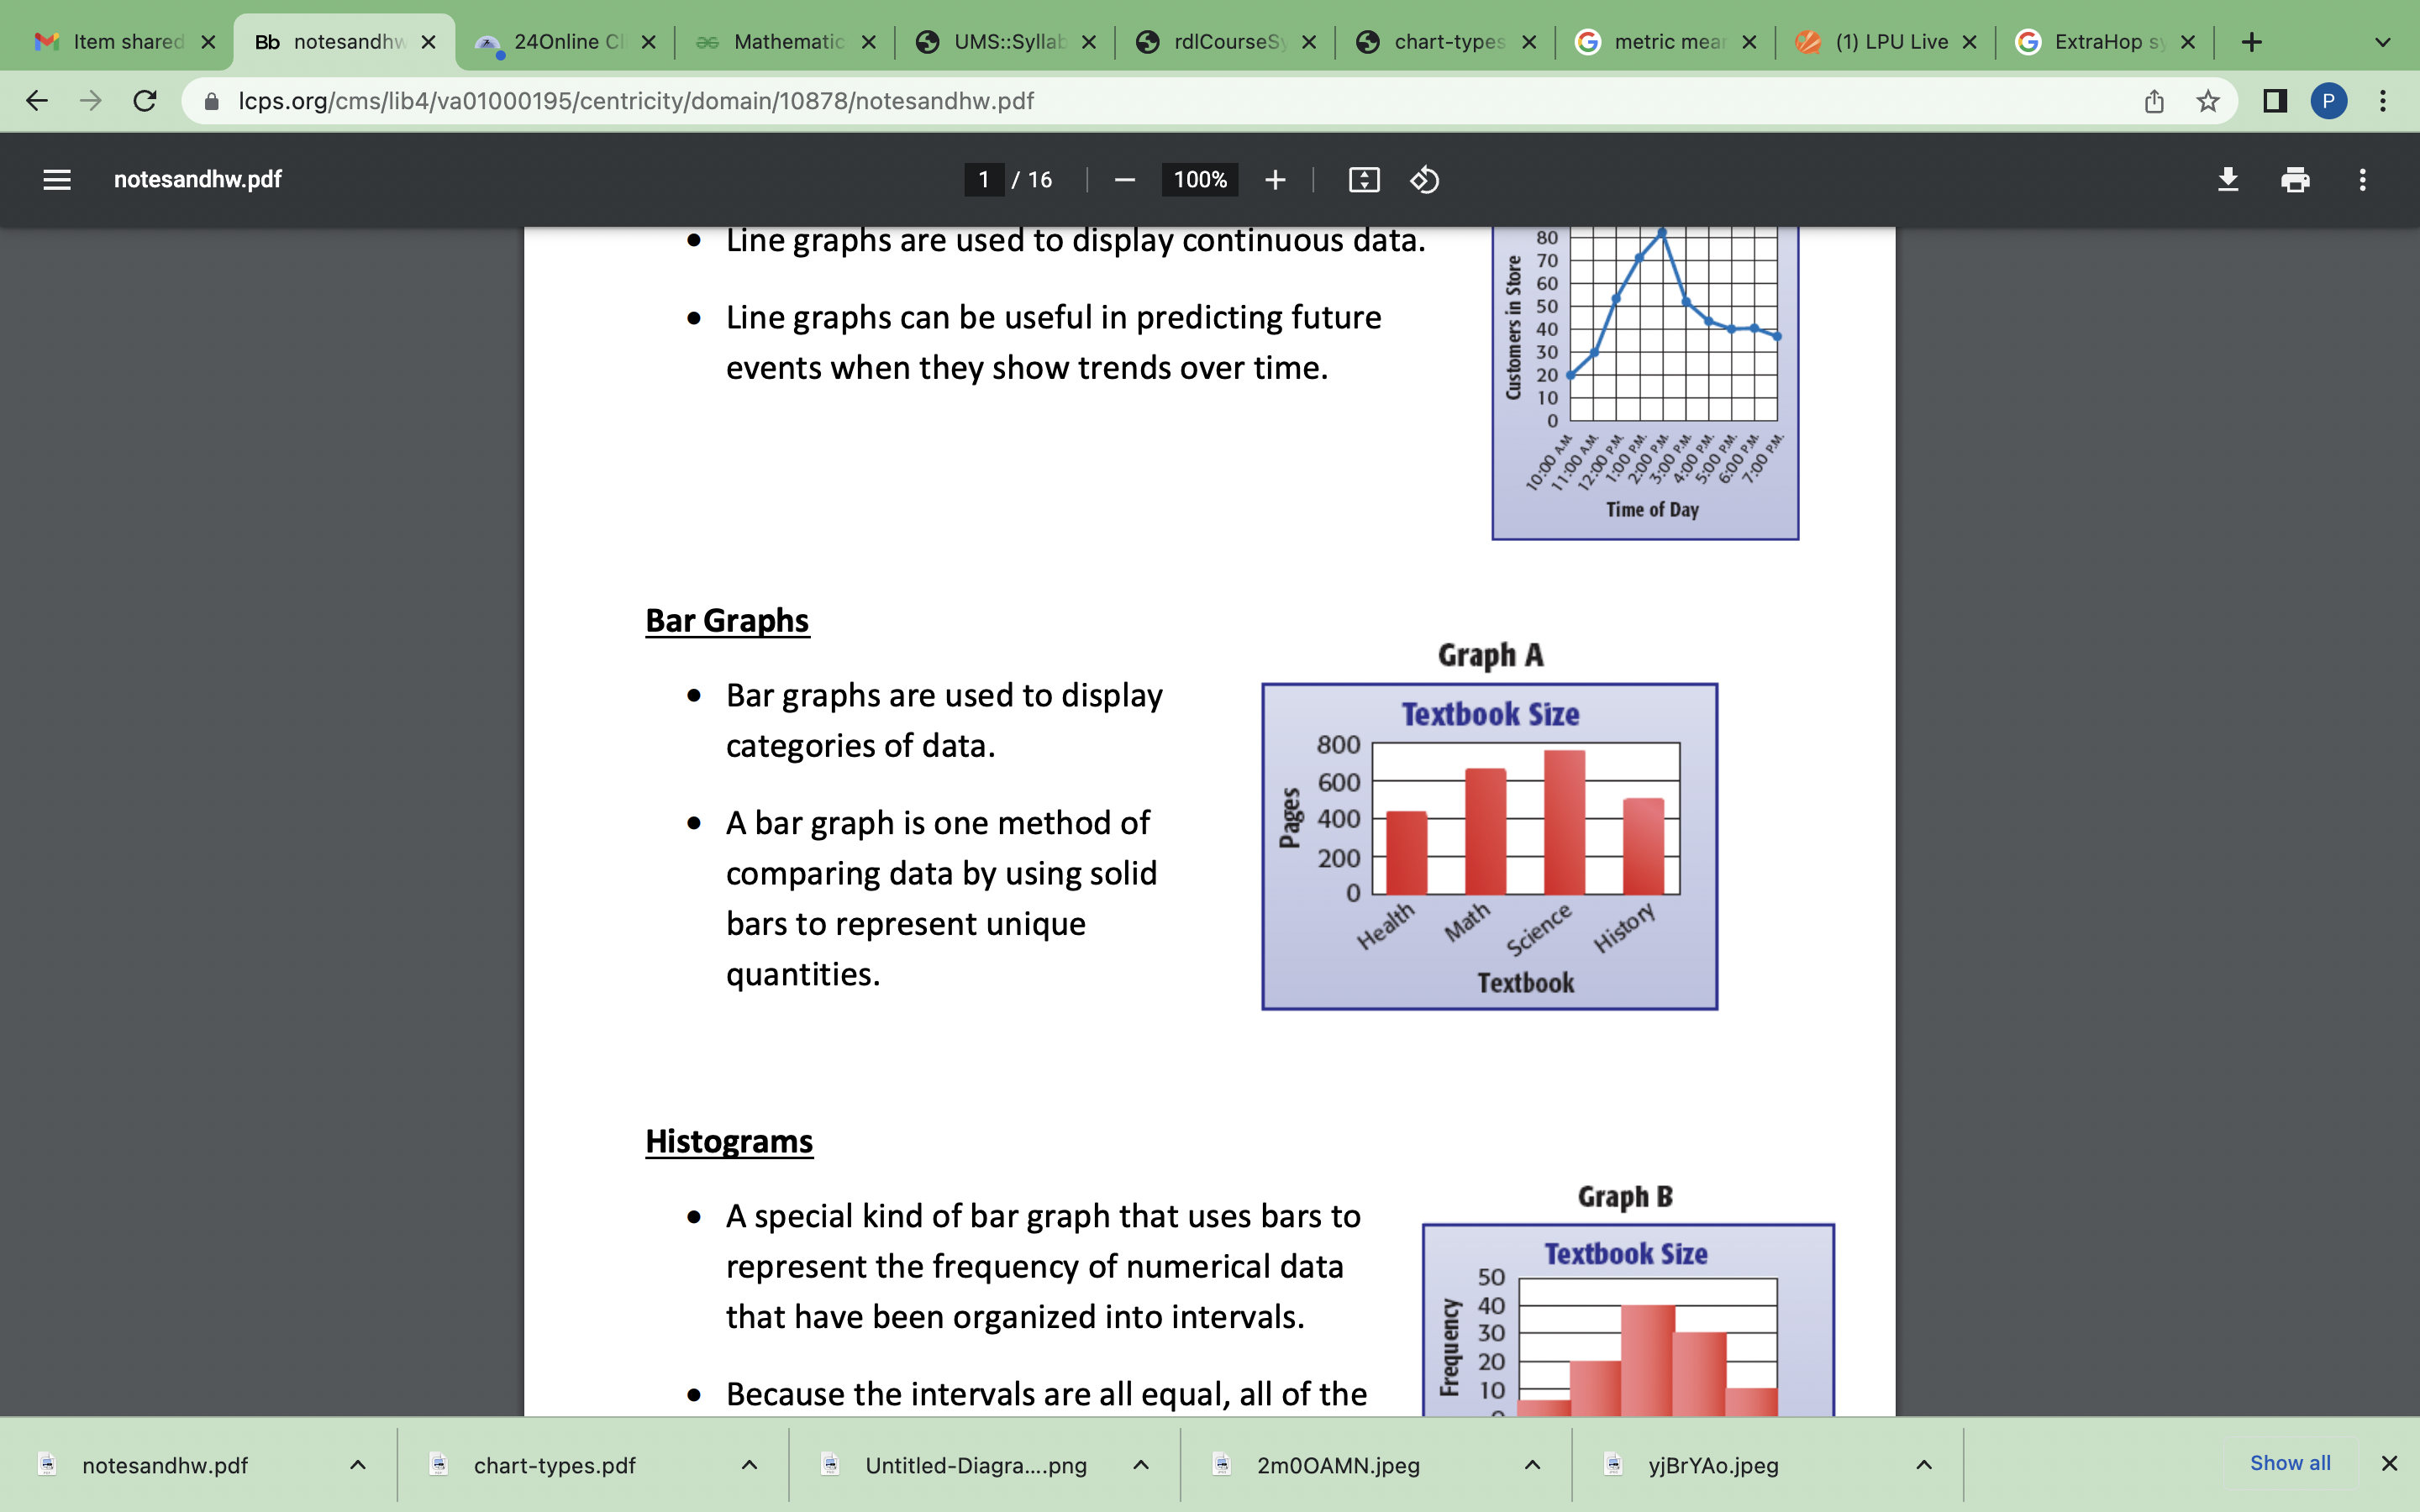 Item shared
notesandhw
24Online Cl
Mathematic
UMS::Syllab
rdlCourseSy
chart-types
metric mean
(1) LPU Live
ExtraHop sy
lcps.org/cms/lib4/va01000195/centricity/domain/10878/notesandhw.pdf
P
notesandhw.pdf
1 / 16
100%
Line graphs are used to display continuous data.
Line graphs can be useful in predicting future
events when they show trends over time.
Customers in Store
80
70
60
50
40
30
20
10
0
10:00 A.M.
11:00 A.M.
12:00 P.M.
1:00 P.M.
2:00 P.M.
3:00 P.M.
4:00 P.M.
5:00 P.M.
6:00 P.M.
7:00 P.M.
Time of Day
Bar Graphs
Bar graphs are used to display
categories of data.
A bar graph is one method of
comparing data by using solid
bars to represent unique
quantities.
Graph A
Textbook Size
Pages
800
600
400
200
0
Health
Math
Science
History
Textbook
Histograms
A special kind of bar graph that uses bars to
represent the frequency of numerical data
that have been organized into intervals.
Because the intervals are all equal, all of the
Graph B
Textbook Size
Frequency
50
40
30
20
10
notesandhw.pdf
chart-types.pdf
Untitled-Diagra....png
2m0OAMN.jpeg
yjBrYAo.jpeg
Show all